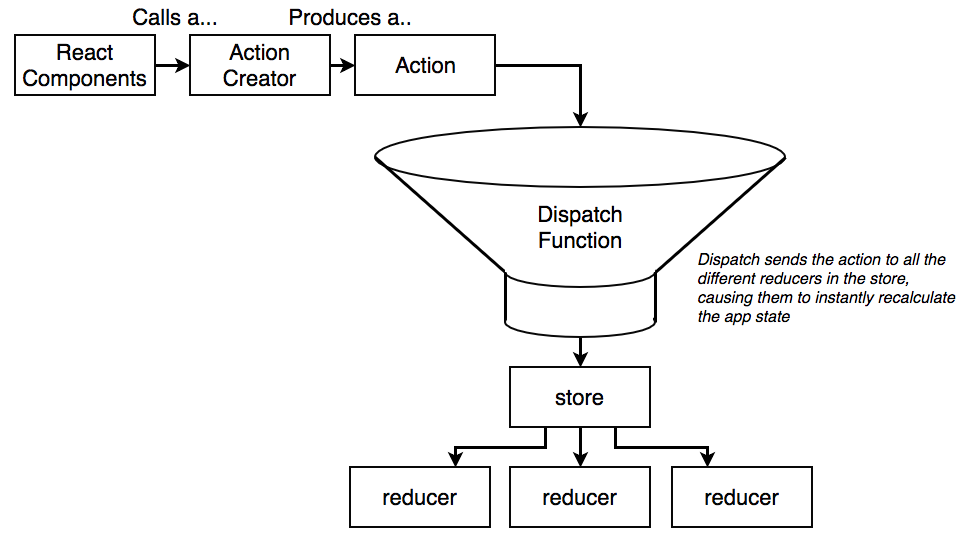 Calls a...
Produces a..
React
Components
Action
Creator
Action
Dispatch
Function
Dispatch sends the action to all the
different reducers in the store,
causing them to instantly recalculate
the app state
store
reducer
reducer
reducer